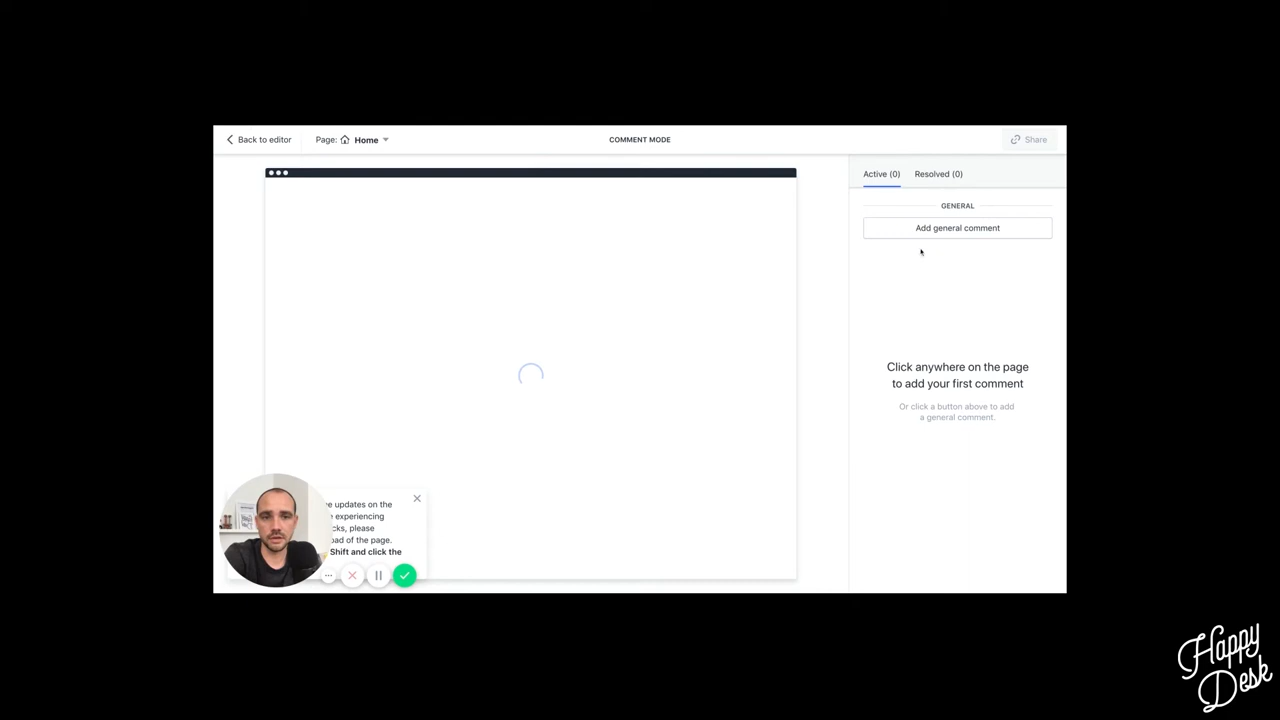 Back to editor
Page: Home
COMMENT MODE
Share
Active (0)
Resolved (0)
GENERAL
Add general comment
Click anywhere on the page
to add your first comment
Or click a button above to add
a general comment.
updates on the
experiencing
please
of the page.
Shift and click the
Happy
Desk